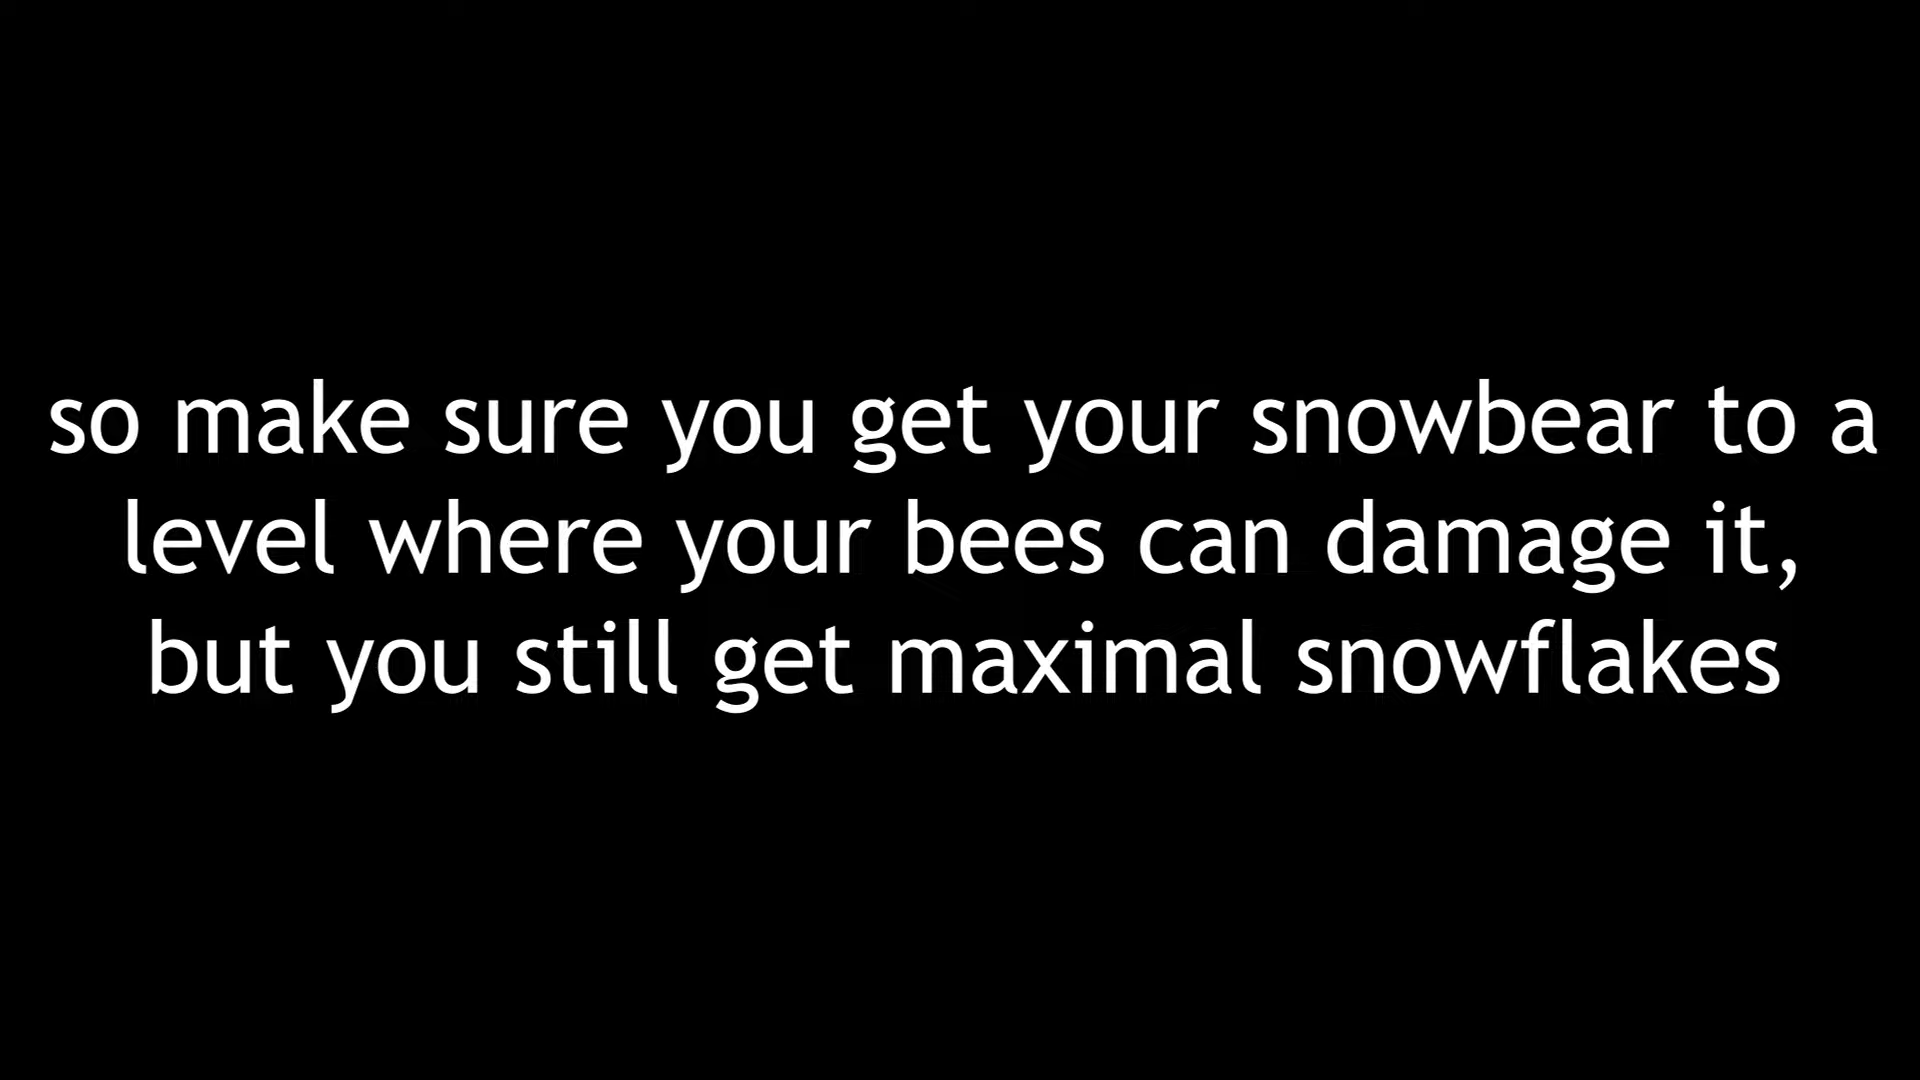 so make sure you get your snowbear to a
level where your bees can damage it,
but you still get maximal snowflakes